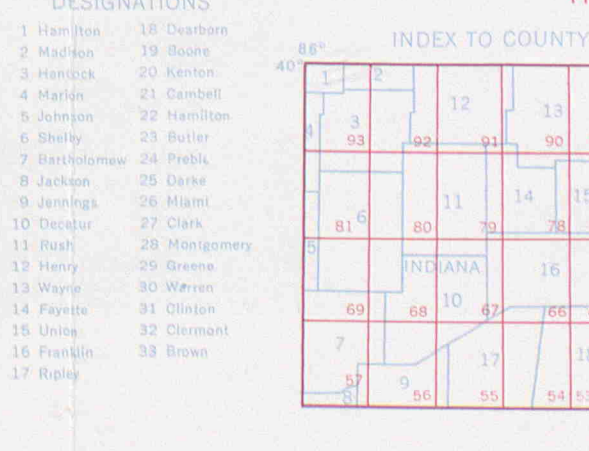 DESIGNATIONS
1 Hamilton 18 Dearborn
2 Madison 19 Boone
3 Hancock 20 Kenton
4 Marion 21 Cambell
5 Johnson 22 Hamilton
6 Shelby 23 Butler
7 Bartholomew 24 Preble
8 Jackson 25 Darke
9 Jennings 26 Miami
10 Decatur 27 Clark
11 Rush 28 Montgomery
12 Henry 29 Greene
13 Wayne 30 Warren
14 Fayette 31 Clinton
15 Union 32 Clermont
16 Franklin 33 Brown
17 Ripley
INDEX TO COUNTY
86°
40°
1 2 12 13
4 3
93 92 91 90
11 14 15
6
81 80 79 78
5 INDIANA 16
10
69 68 67 66
7 17 18
9
57
8 56 55 54 53